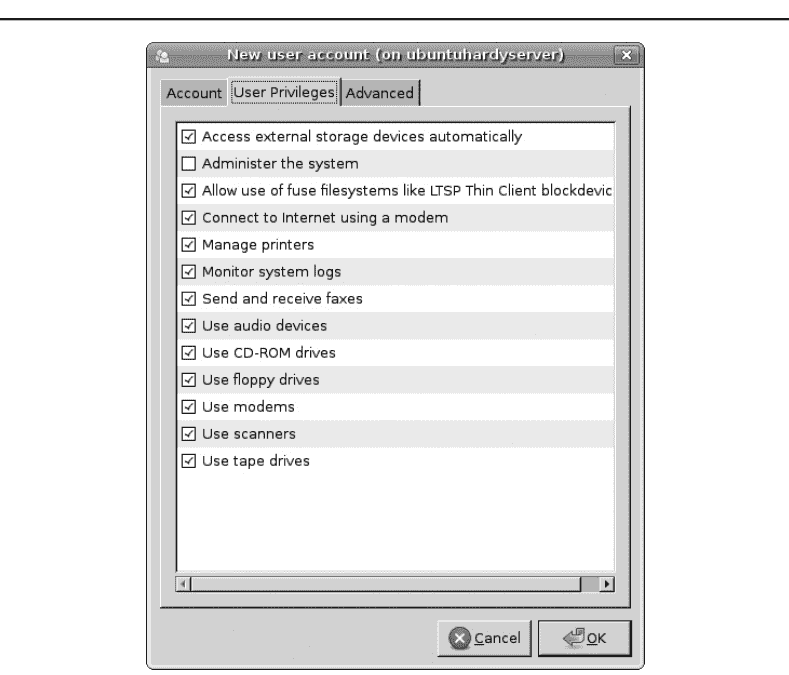 New user account (on ubuntuhardyserver)
Account User Privileges Advanced
Access external storage devices automatically
Administer the system
Allow use of fuse filesystems like LTSP Thin Client blockdevic
Connect to Internet using a modem
Manage printers
Monitor system logs
Send and receive faxes
Use audio devices
Use CD-ROM drives
Use floppy drives
Use modems
Use scanners
Use tape drives
Cancel OK